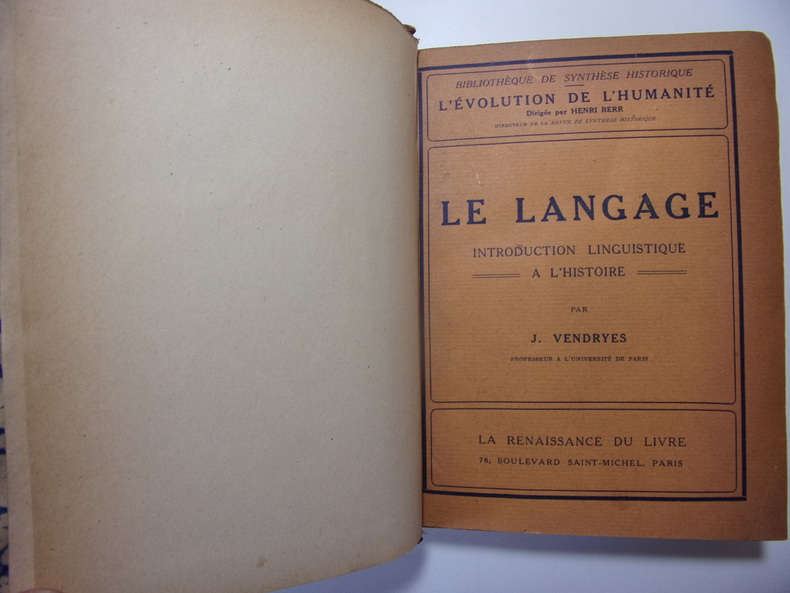 BIBLIOTHÈQUE DE SYNTHÈSE HISTORIQUE
L'ÉVOLUTION DE L'HUMANITÉ
Dirigée par HENRI BERR
DIRECTEUR DE LA REVUE DE SYNTHÈSE HISTORIQUE
LE LANGAGE
INTRODUCTION LINGUISTIQUE
A L'HISTOIRE
PAR
J. VENDRYES
PROFESSEUR A L'UNIVERSITÉ DE PARIS
LA RENAISSANCE DU LIVRE
78, BOULEVARD SAINT-MICHEL, PARIS